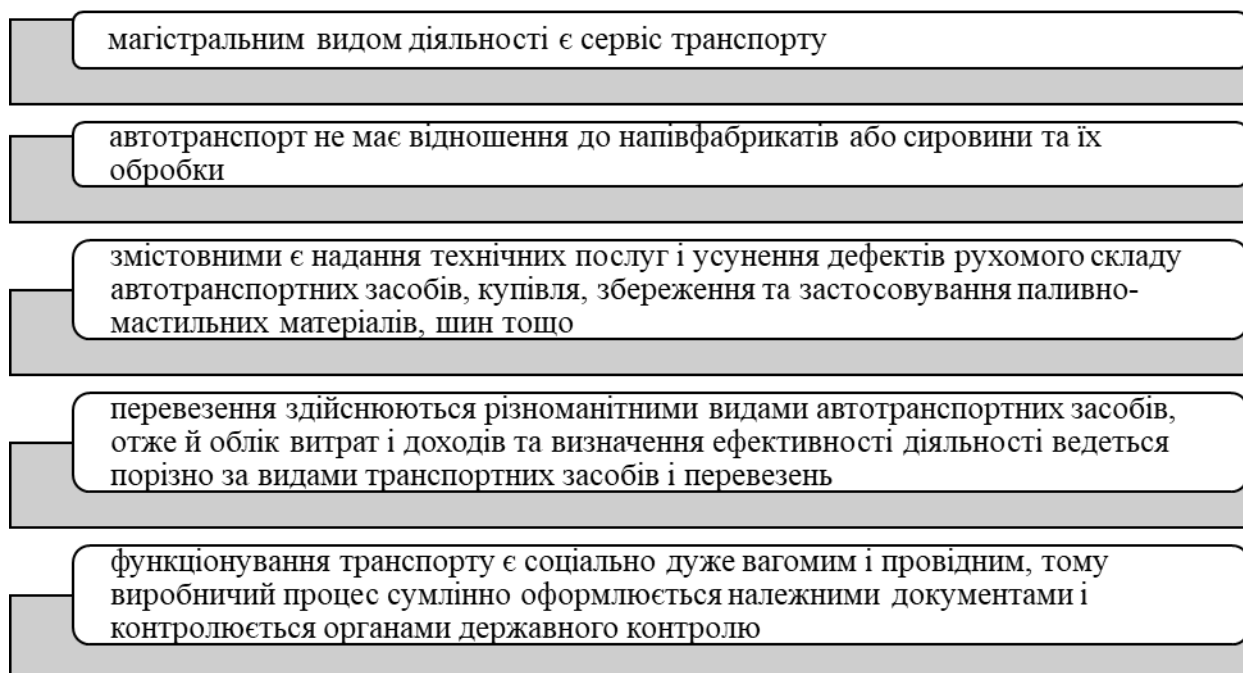 магістральним видом діяльності є сервіс транспорту
автотранспорт не має відношення до напівфабрикатів або сировини та їх
обробки
змістовними є надання технічних послуг і усунення дефектів рухомого складу
автотранспортних засобів, купівля, збереження та застосовування паливно-
мастильних матеріалів, шин тощо
перевезення здійснюються різноманітними видами автотранспортних засобів,
отже й облік витрат і доходів та визначення ефективності діяльності ведеться
порізно за видами транспортних засобів і перевезень
функціонування транспорту є соціально дуже вагомим і провідним, тому
виробничий процес сумлінно оформлюється належними документами і
контролюється органами державного контролю